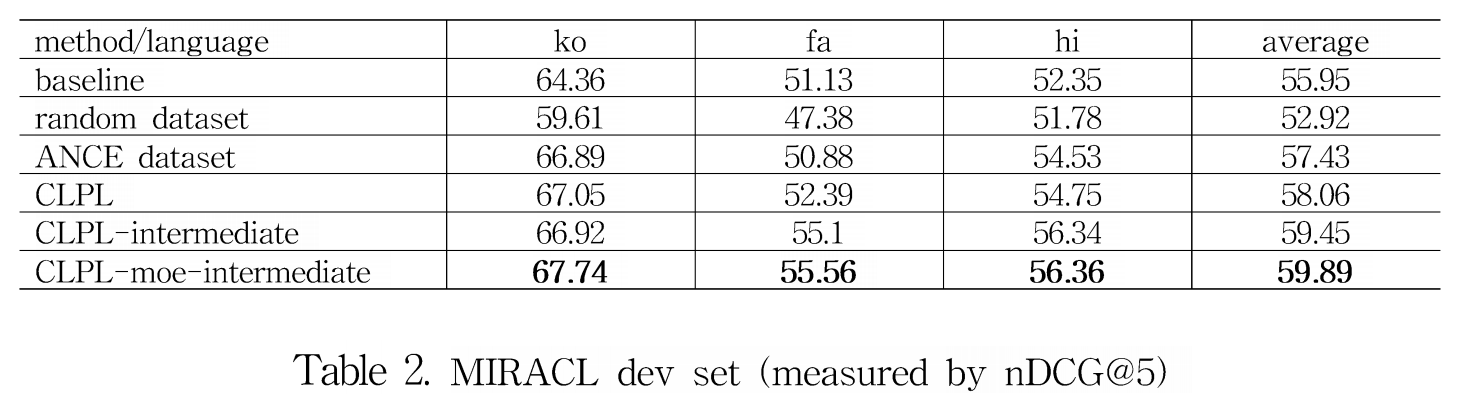 method/language ko fa hi average
baseline 64.36 51.13 52.35 55.95
random dataset 59.61 47.38 51.78 52.92
ANCE dataset 66.89 50.88 54.53 57.43
CLPL 67.05 52.39 54.75 58.06
CLPL-intermediate 66.92 55.1 56.34 59.45
CLPL-moe-intermediate 67.74 55.56 56.36 59.89
Table 2. MIRACL dev set (measured by nDCG@5)